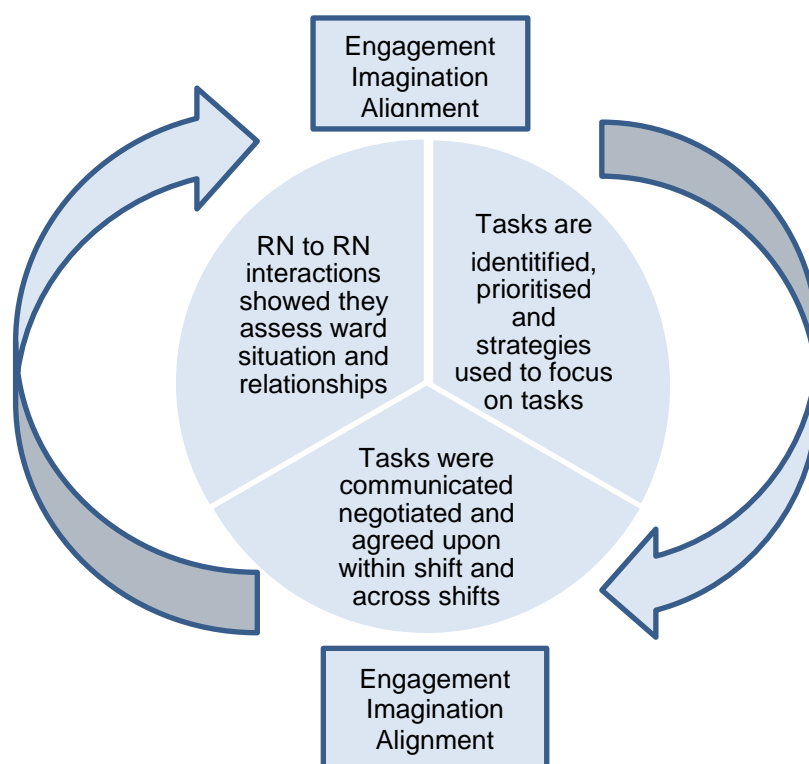 Engagement
Imagination
Alignment
RN to RN
interactions
showed they
assess ward
situation and
relationships
Tasks are
identitified,
prioritised
and
strategies
used to focus
on tasks
Tasks were
communicated
negotiated and
agreed upon
within shift and
across shifts
Engagement
Imagination
Alignment